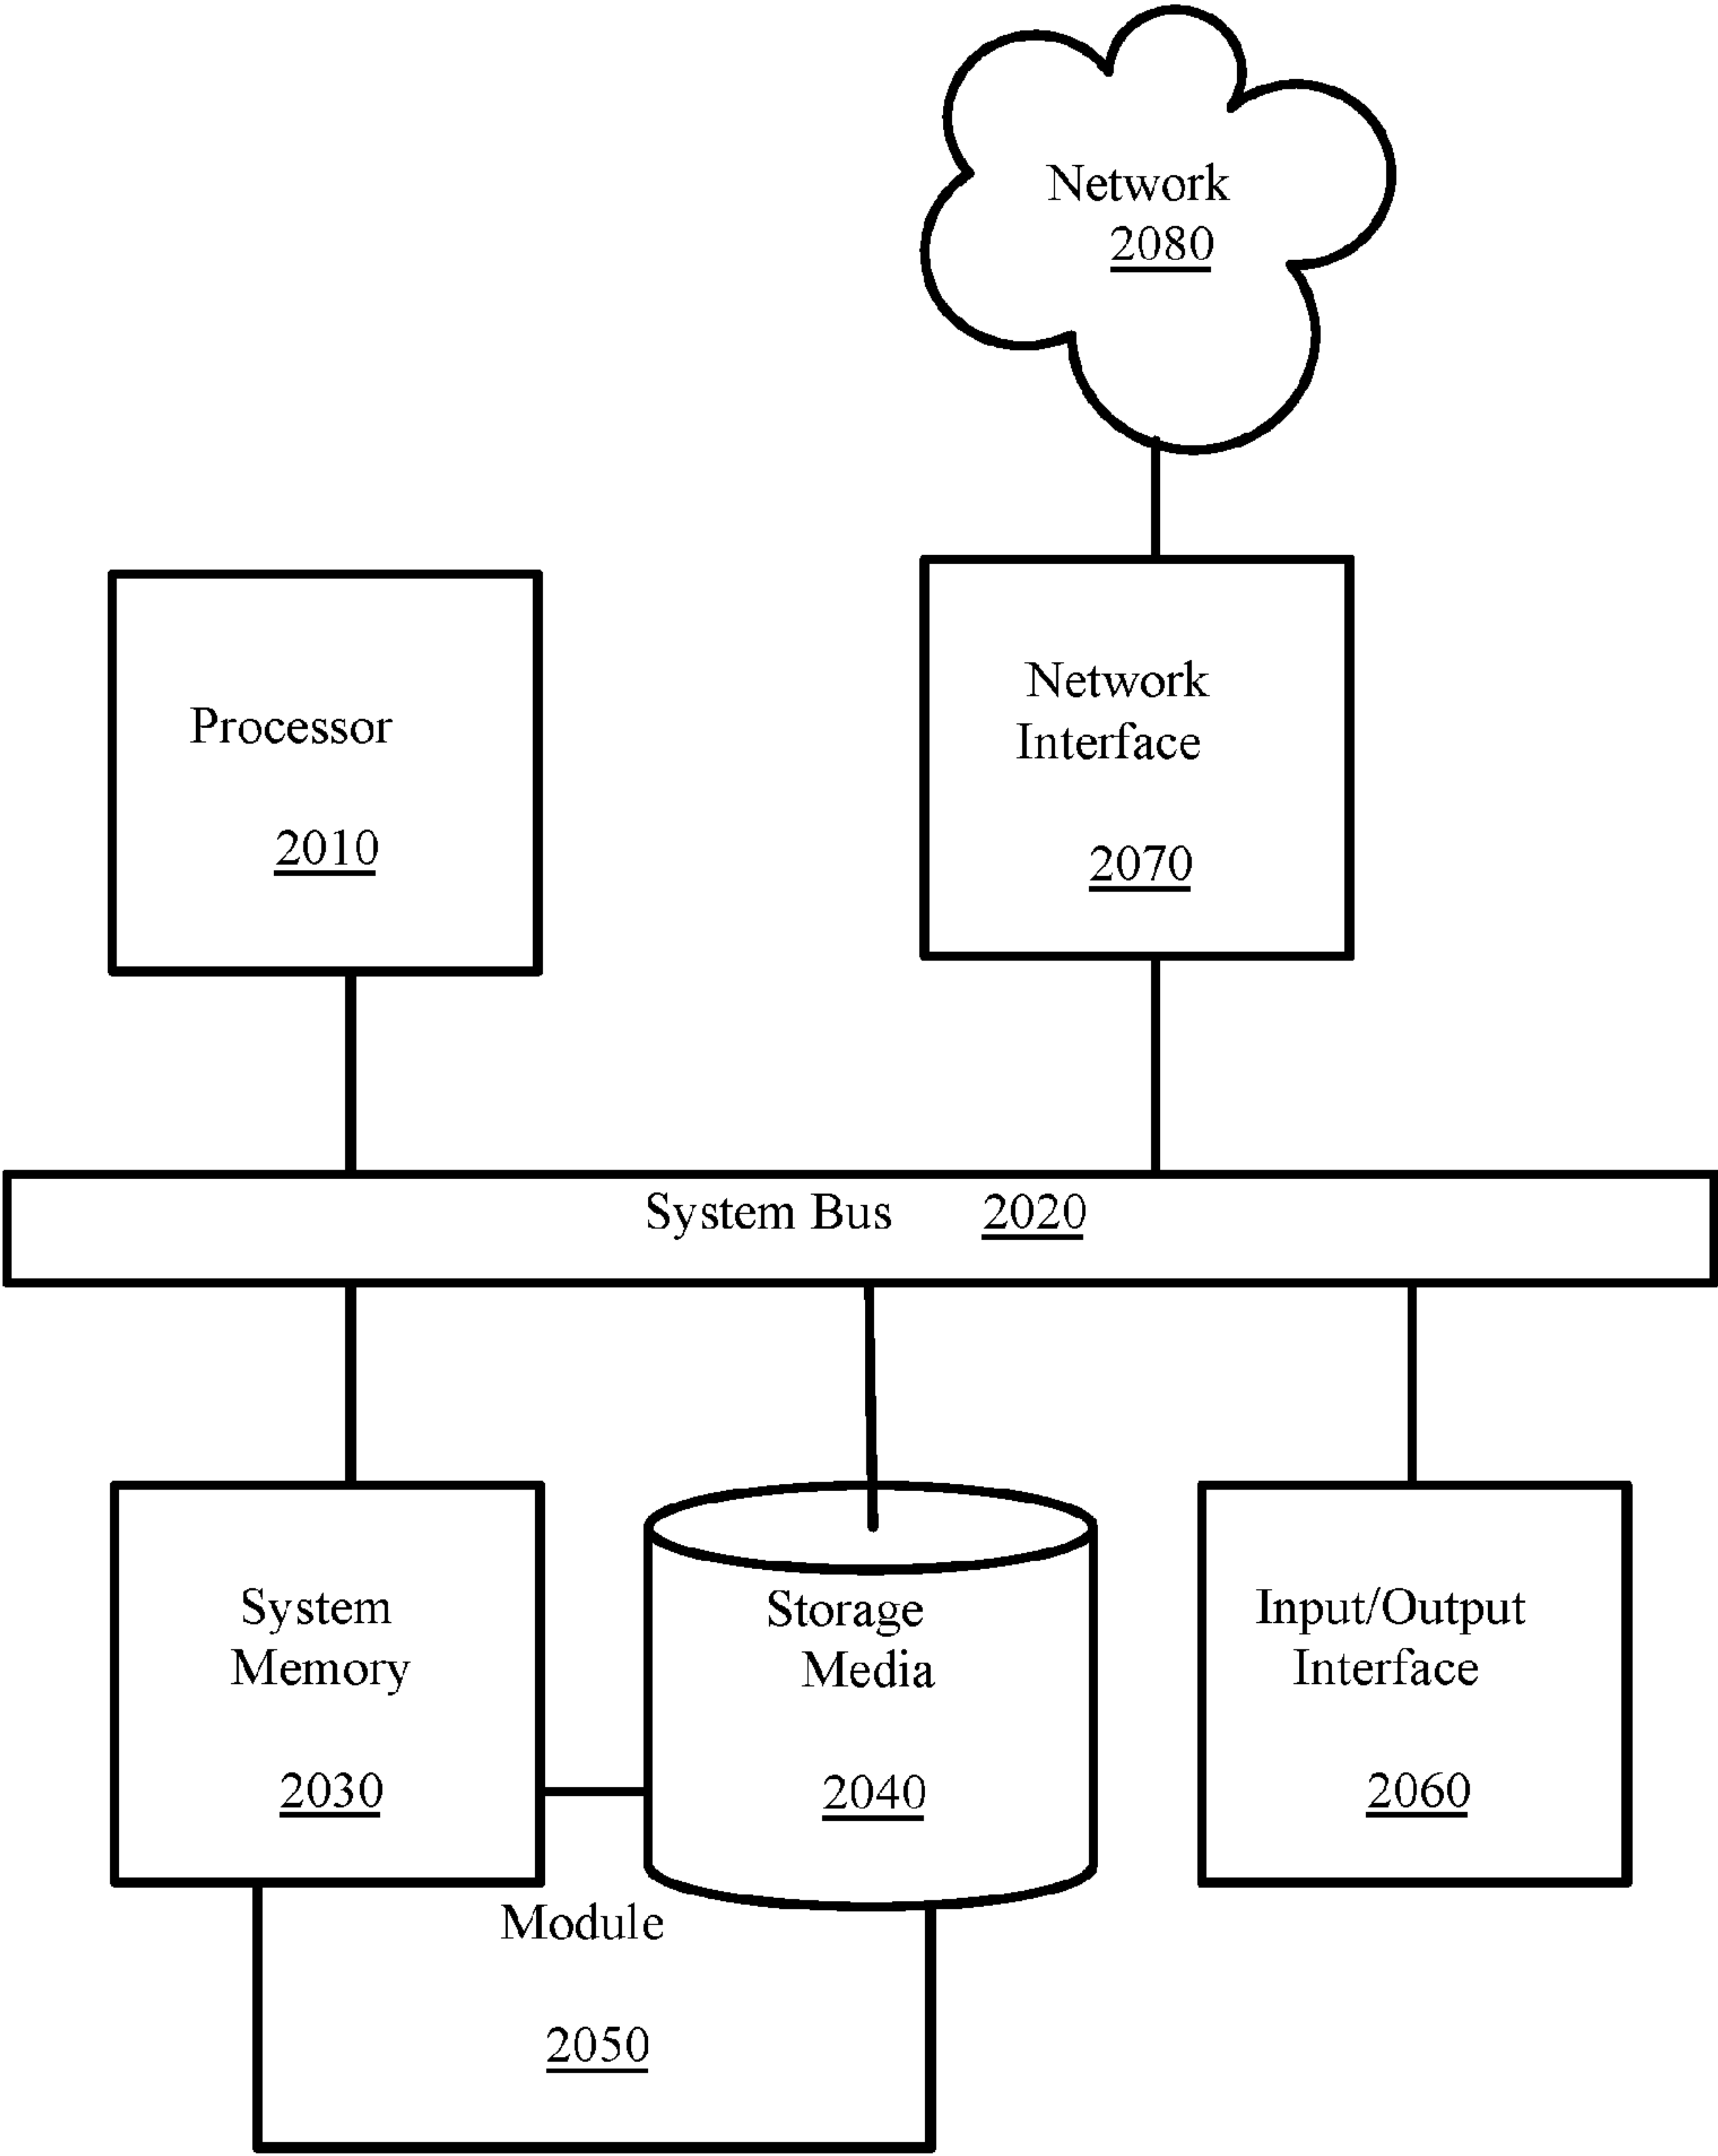 Network
2080
Processor
2010
Network
Interface
2070
System Bus 2020
System
Memory
2030
Storage
Media
2040
Input/Output
Interface
2060
Module
2050